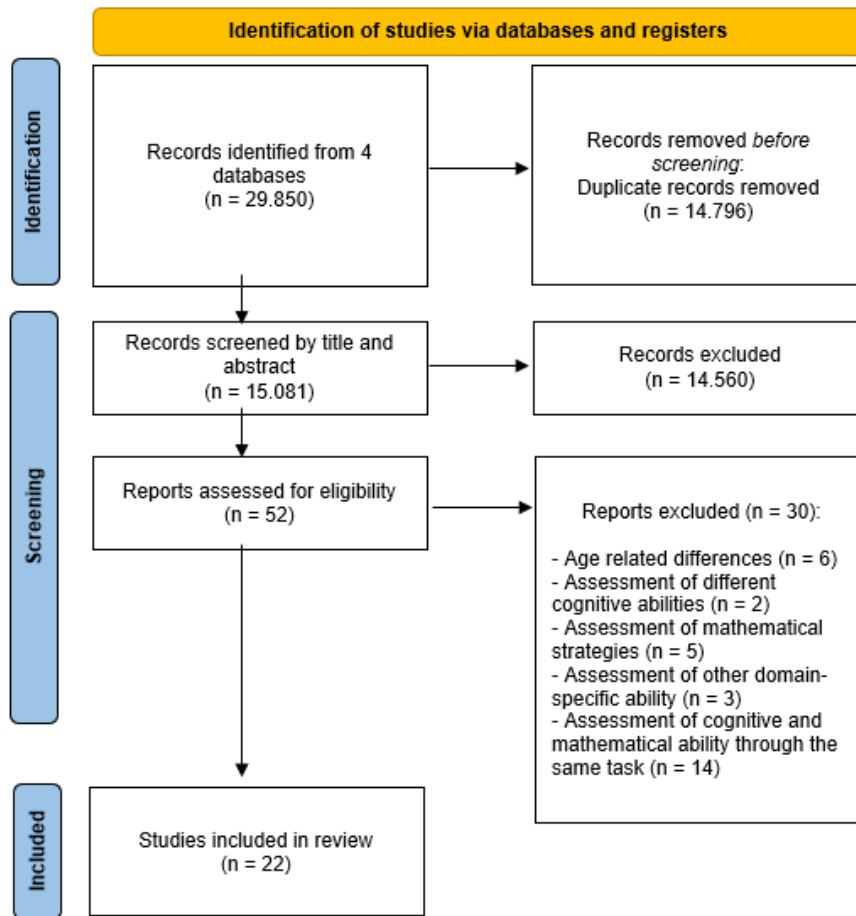 Identification of studies via databases and registers
Identification
Records identified from 4
databases
(n = 29.850)
Records removed before
screening:
Duplicate records removed
(n = 14.796)
Screening
Records screened by title and
abstract
(n = 15.081)
Records excluded
(n = 14.560)
Reports assessed for eligibility
(n = 52)
Reports excluded (n = 30):
- Age related differences (n = 6)
- Assessment of different
cognitive abilities (n = 2)
- Assessment of mathematical
strategies (n = 5)
- Assessment of other domain-
specific ability (n = 3)
- Assessment of cognitive and
mathematical ability through the
same task (n = 14)
Included
Studies included in review
(n = 22)